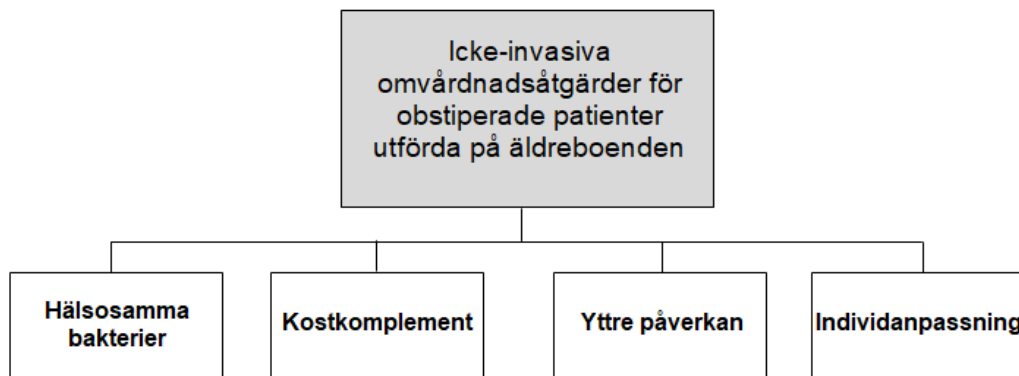 Icke-invasiva
omvårdnadsåtgärder för
obstiperade patienter
utförda på äldreboenden
Hälsosamma
bakterier
Kostkomplement
Yttre påverkan
Individanpassning